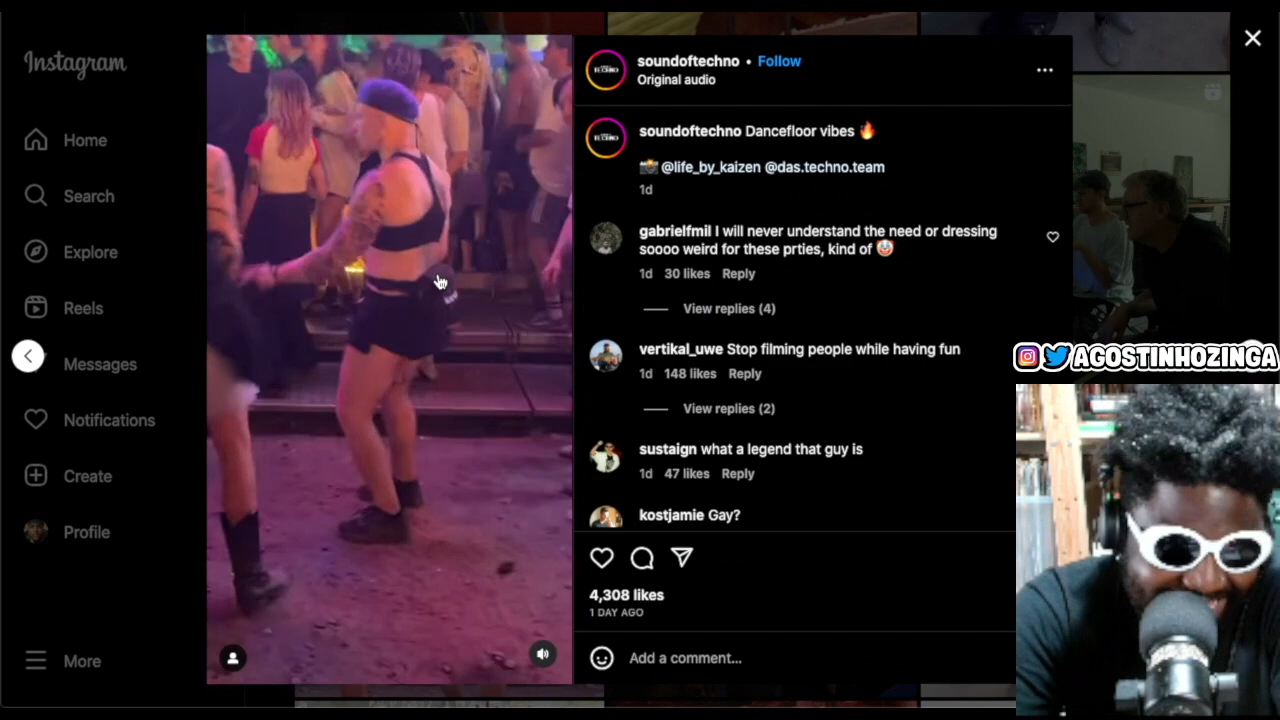 Instagram
Home
Search
Explore
Reels
Messages
Notifications
Create
Profile
More
soundoftechno • Follow
Original audio
soundoftechno Dancefloor vibes 🔥
📸 @life_by_kaizen @das.techno.team
1d
gabrielfmil I will never understand the need or dressing
soooo weird for these prties, kind of 🤡
1d 30 likes Reply
View replies (4)
vertikal_uwe Stop filming people while having fun
1d 148 likes Reply
View replies (2)
sustaign what a legend that guy is
1d 47 likes Reply
kostjamie Gay?
4,308 likes
1 DAY AGO
Add a comment...
AGOSTINHOZINGA